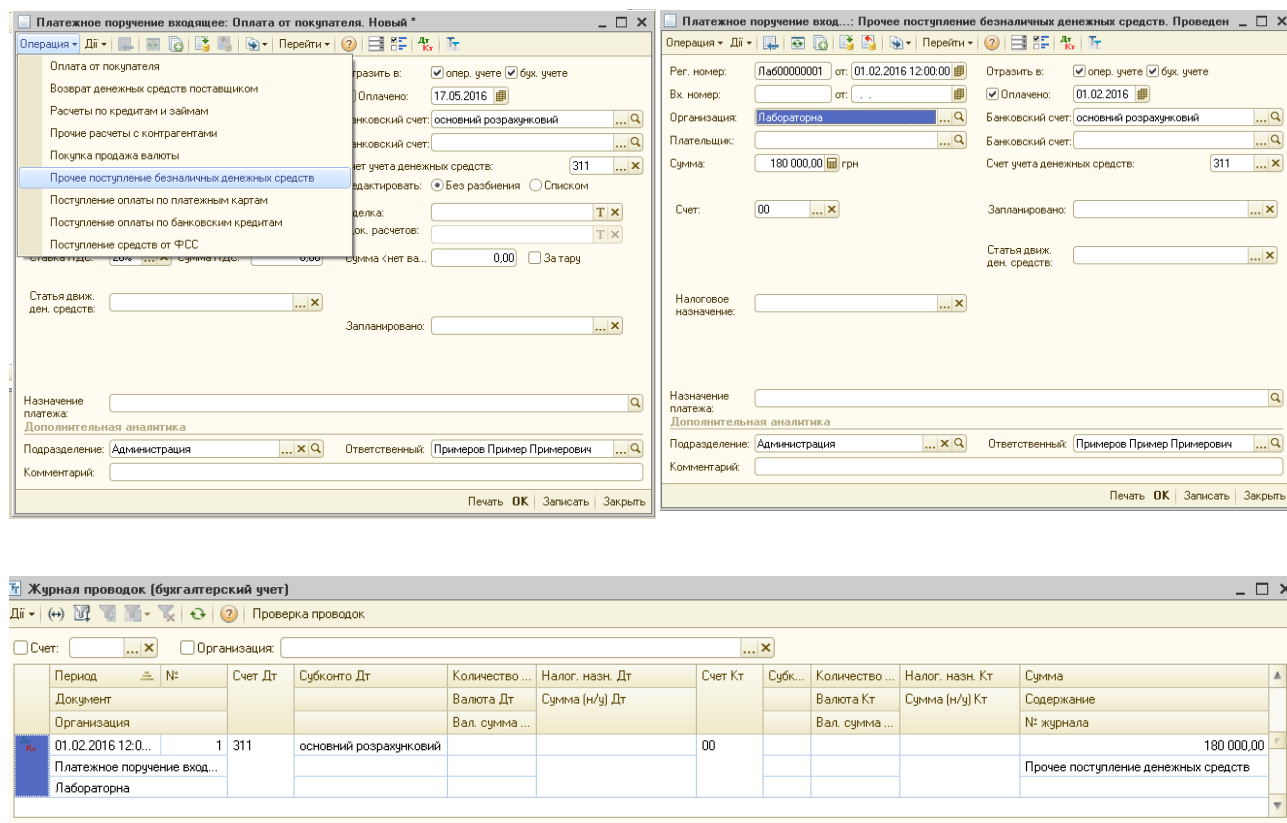 Платежное поручение входящее: Оплата от покупателя. Новый *
Операция Дії Перейти ?
Оплата от покупателя
Возврат денежных средств поставщиком
Расчеты по кредитам и займам
Прочие расчеты с контрагентами
Покупка продажа валюты
Прочее поступление безналичных денежных средств
Поступление оплаты по платежным картам
Поступление оплаты по банковским кредитам
Поступление средств от ФСС
тразить в: опер. учете бух. учете
Оплачено: 17.05.2016
анковский счет: основний розрахунковий ...
анковский счет: ...
чет учета денежных средств: 311 ...
едактировать: Без разбиения Списком
делка: T
ок. расчетов: T
Ставка НДС: 20% ... Сумма НДС: 0,00 Сумма <нет ва... 0,00 За тару
Статья движ.
ден. средств: ...
Запланировано: ...
Назначение
платежа:
Дополнительная аналитика
Подразделение: Администрация ... Ответственный: Примеров Пример Примерович ...
Комментарий:
Печать OK Записать Закрыть
Платежное поручение вход...: Прочее поступление безналичных денежных средств. Проведен
Операция Дії Перейти ? Дт Кт
Рег. номер: Лаб00000001 от: 01.02.2016 12:00:00 Отразить в: опер. учете бух. учете
Вх. номер: от: . . Оплачено: 01.02.2016
Организация: Лабораторна ... Банковский счет: основний розрахунковий ...
Плательщик: ... Банковский счет: ...
Сумма: 180 000,00 грн Счет учета денежных средств: 311 ...
Счет: 00 ... Запланировано: ...
Статья движ.
ден. средств: ...
Налоговое
назначение: ...
Назначение
платежа:
Дополнительная аналитика
Подразделение: Администрация ... Ответственный: Примеров Пример Примерович ...
Комментарий:
Печать OK Записать Закрыть
Журнал проводок (бухгалтерский учет)
Дії ? Проверка проводок
Счет: ... Организация: ...
Период № Счет Дт Субконто Дт Количество ... Налог. назн. Дт Счет Кт Субк... Количество ... Налог. назн. Кт Сумма
Документ Валюта Дт Сумма (н/у) Дт Валюта Кт Сумма (н/у) Кт Содержание
Организация Вал. сумма ... Вал. сумма ... № журнала
01.02.2016 12:0... 1 311 основний розрахунковий 00 180 000,00
Платежное поручение вход... Прочее поступление денежных средств
Лабораторна